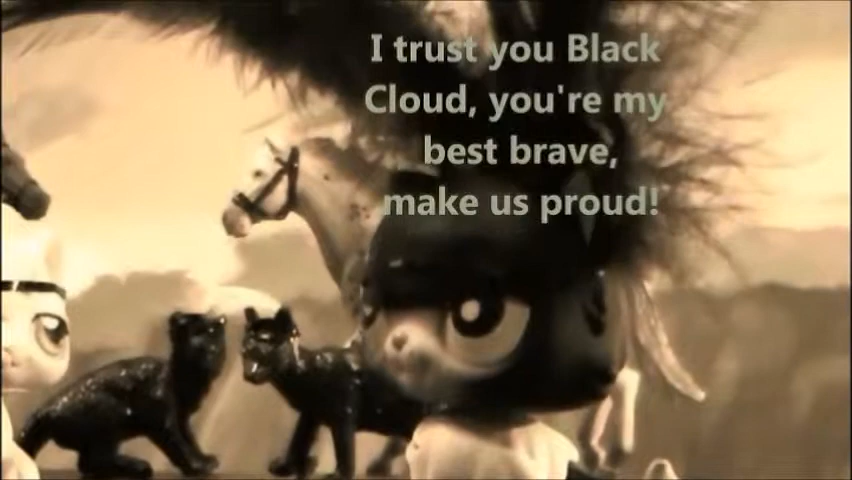 I trust you Black
Cloud, you're my
best brave,
make us proud!